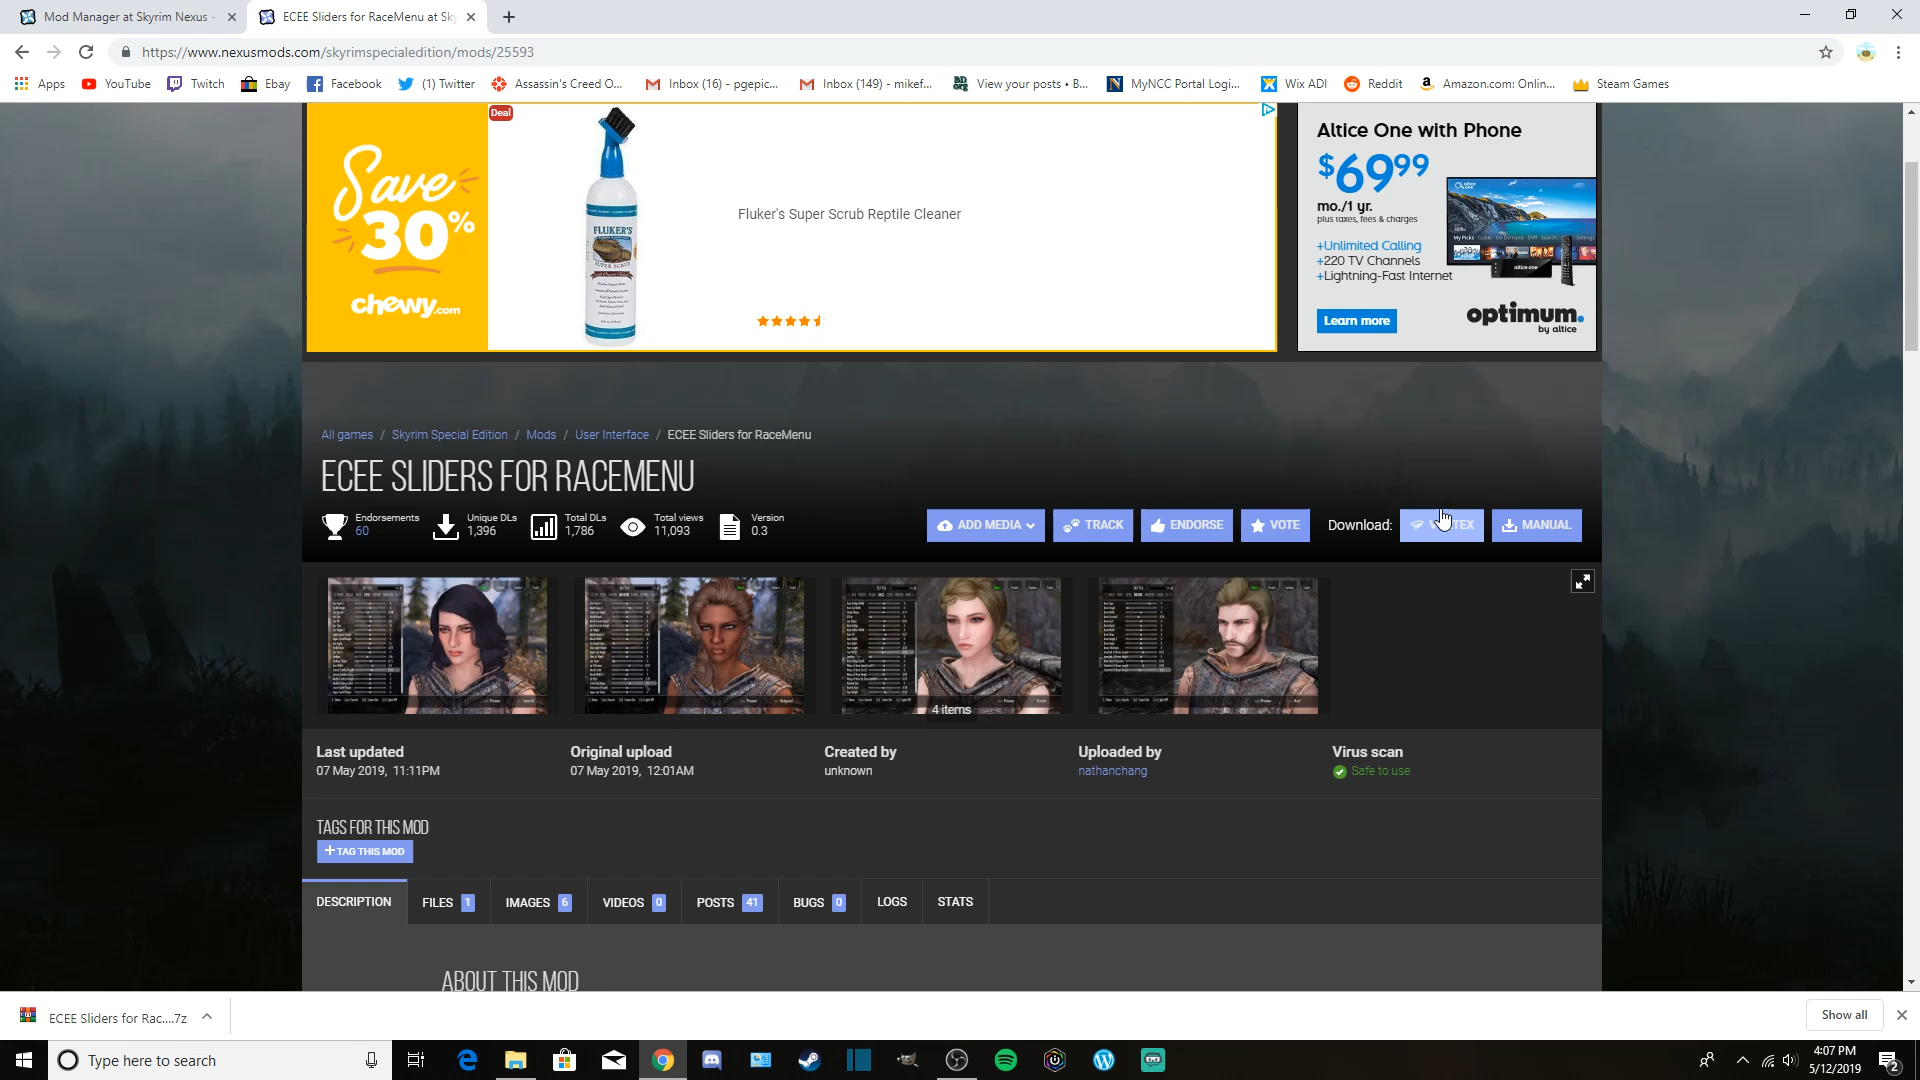 Mod Manager at Skyrim Nexus -
ECEE Sliders for RaceMenu at Sky
https://www.nexusmods.com/skyrimspecialedition/mods/25593
Apps
YouTube
Twitch
Ebay
Facebook
(1) Twitter
Assassin's Creed O...
Inbox (16) - pgepic...
Inbox (149) - mikef...
View your posts • B...
MyNCC Portal Logi...
Wix ADI
Reddit
Amazon.com: Onlin...
Steam Games
Save
30%
chewy.com
Deal
FLUKER'S
SUPER SCRUB
Fluker's Super Scrub Reptile Cleaner
Altice One with Phone
$69.99
mo./1 yr.
plus taxes, fees & charges
+Unlimited Calling
+220 TV Channels
+Lightning-Fast Internet
Learn more
altice one
optimum.
by altice
All games / Skyrim Special Edition / Mods / User Interface / ECEE Sliders for RaceMenu
ECEE SLIDERS FOR RACEMENU
Endorsements
60
Unique DLs
1,396
Total DLs
1,786
Total views
11,093
Version
0.3
ADD MEDIA
TRACK
ENDORSE
VOTE
Download:
MANUAL
4 items
Last updated
07 May 2019, 11:11PM
Original upload
07 May 2019, 12:01AM
Created by
unknown
Uploaded by
nathanchang
Virus scan
Safe to use
TAGS FOR THIS MOD
+TAG THIS MOD
DESCRIPTION
FILES 1
IMAGES 6
VIDEOS 0
POSTS 41
BUGS 0
LOGS
STATS
ABOUT THIS MOD
ECEE Sliders for Rac....7z
Show all
Type here to search
4:07 PM
5/12/2019
2